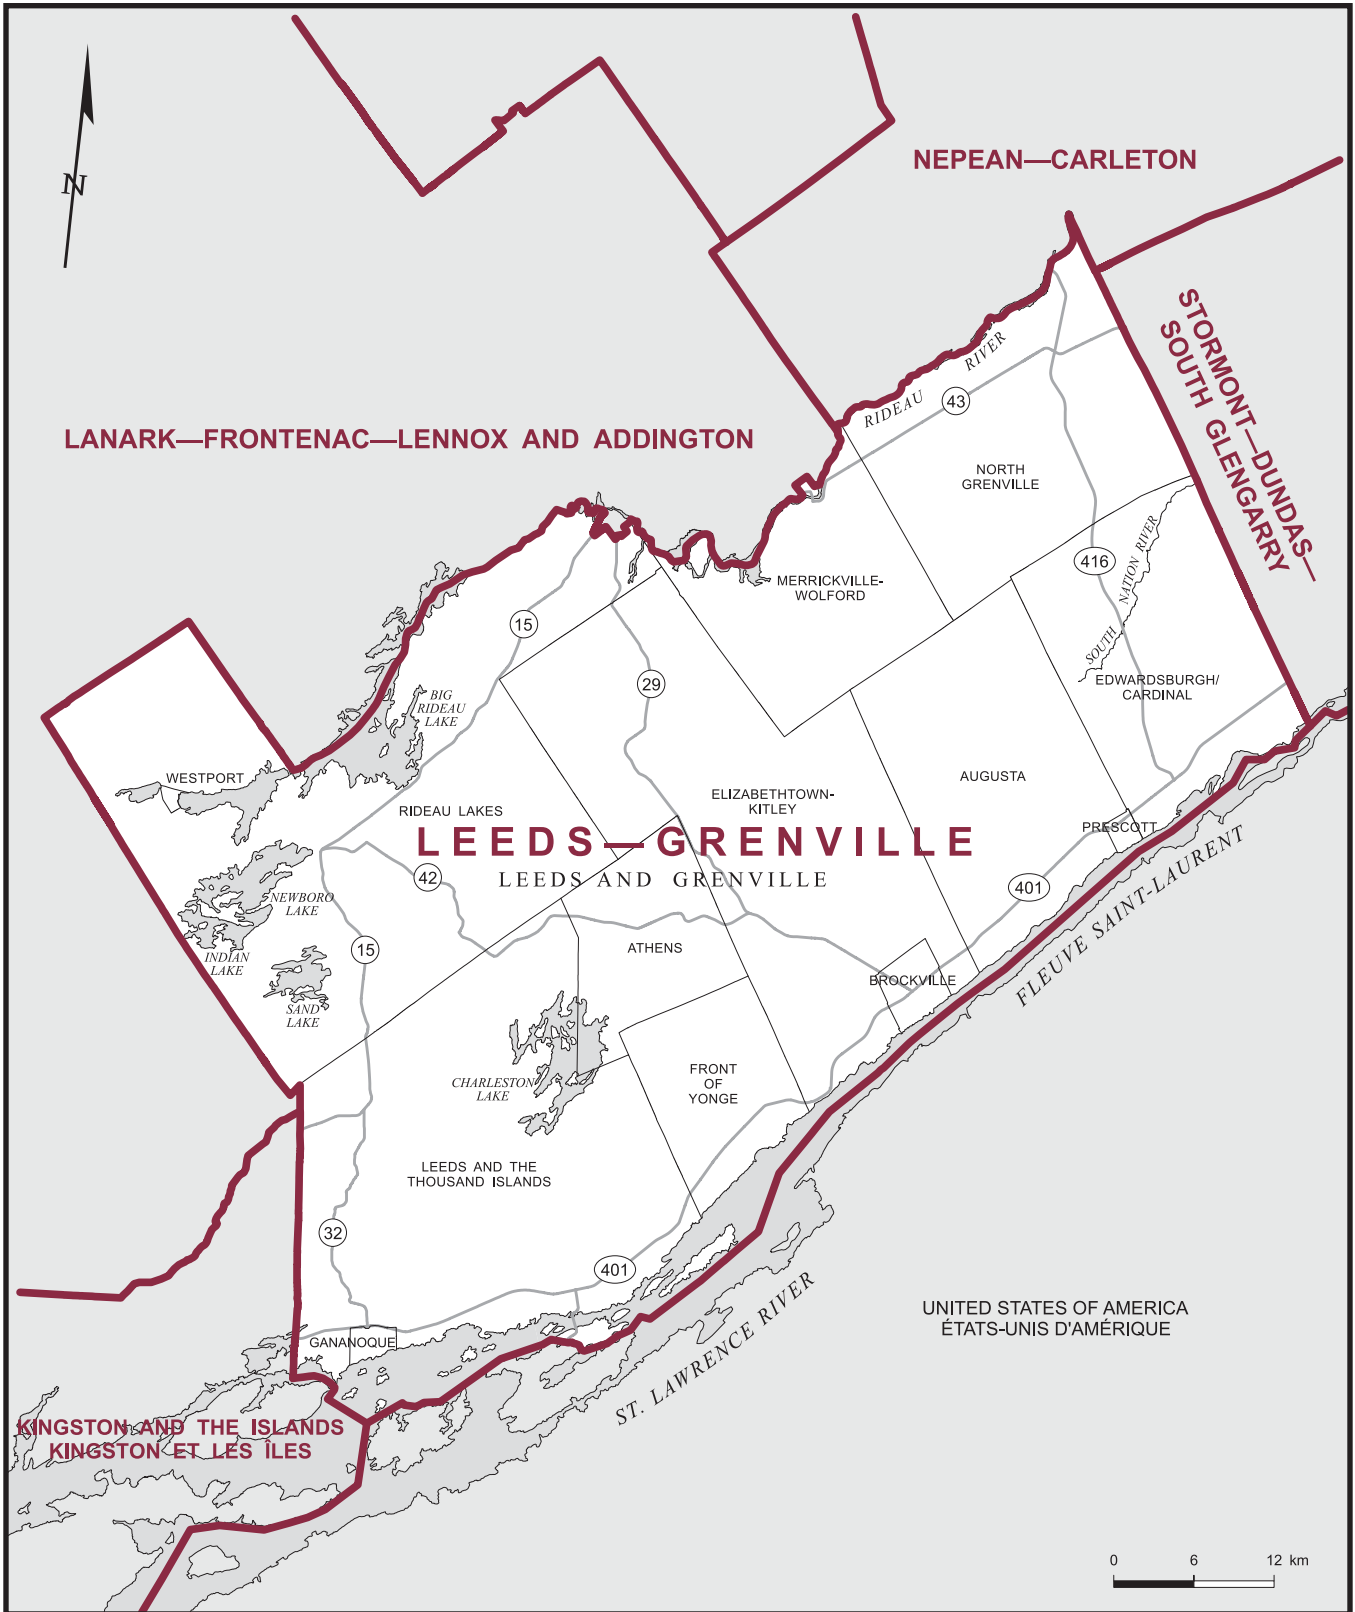 N
NEPEAN—CARLETON
STORMONT—DUNDAS—
SOUTH GLENGARRY
LANARK—FRONTENAC—LENNOX AND ADDINGTON
RIDEAU RIVER
43
NORTH
GRENVILLE
416
SOUTH NATION RIVER
MERRICKVILLE-
WOLFORD
15
29
EDWARDSBURGH/
CARDINAL
BIG
RIDEAU
LAKE
WESTPORT
AUGUSTA
RIDEAU LAKES
ELIZABETHTOWN-
KITLEY
PRESCOTT
LEEDS—GRENVILLE
LEEDS AND GRENVILLE
42
401
NEWBORO
LAKE
INDIAN
LAKE
15
ATHENS
BROCKVILLE
FLEUVE SAINT-LAURENT
SAND
LAKE
CHARLESTON
LAKE
FRONT
OF
YONGE
LEEDS AND THE
THOUSAND ISLANDS
32
401
ST. LAWRENCE RIVER
UNITED STATES OF AMERICA
ÉTATS-UNIS D'AMÉRIQUE
GANANOQUE
KINGSTON AND THE ISLANDS
KINGSTON ET LES ÎLES
0 6 12 km